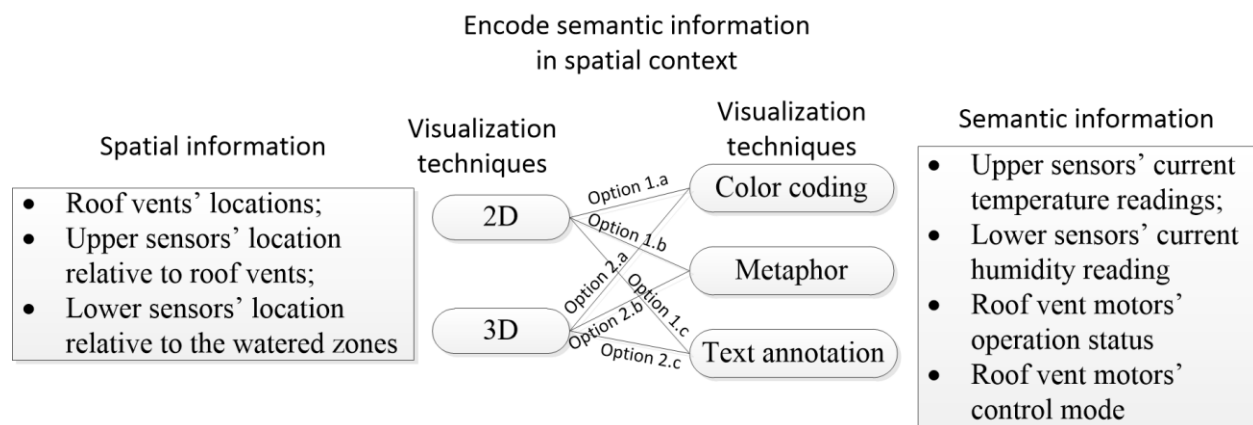 Encode semantic information
in spatial context
Spatial information
• Roof vents’ locations;
• Upper sensors’ location
relative to roof vents;
• Lower sensors’ location
relative to the watered zones
Visualization
techniques
2D
3D
Option 1.a
Option 1.b
Option 2.a
Option 1.c
Option 2.b
Option 2.c
Visualization
techniques
Color coding
Metaphor
Text annotation
Semantic information
• Upper sensors’ current
temperature readings;
• Lower sensors’ current
humidity reading
• Roof vent motors’
operation status
• Roof vent motors’
control mode